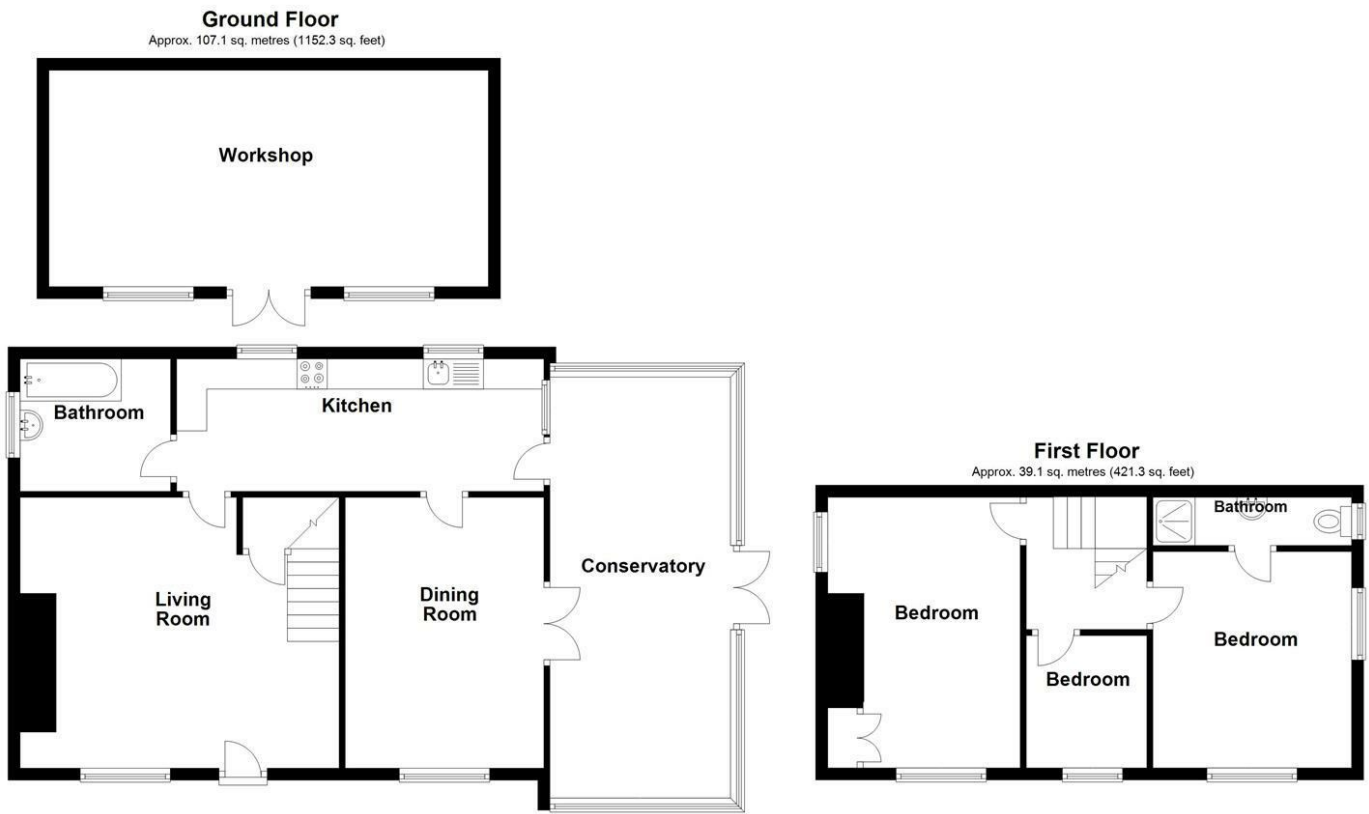 Ground Floor
Approx. 107.1 sq. metres (1152.3 sq. feet)
Workshop
Bathroom
Kitchen
Living
Room
Dining
Room
Conservatory
First Floor
Approx. 39.1 sq. metres (421.3 sq. feet)
Bathroom
Bedroom
Bedroom
Bedroom